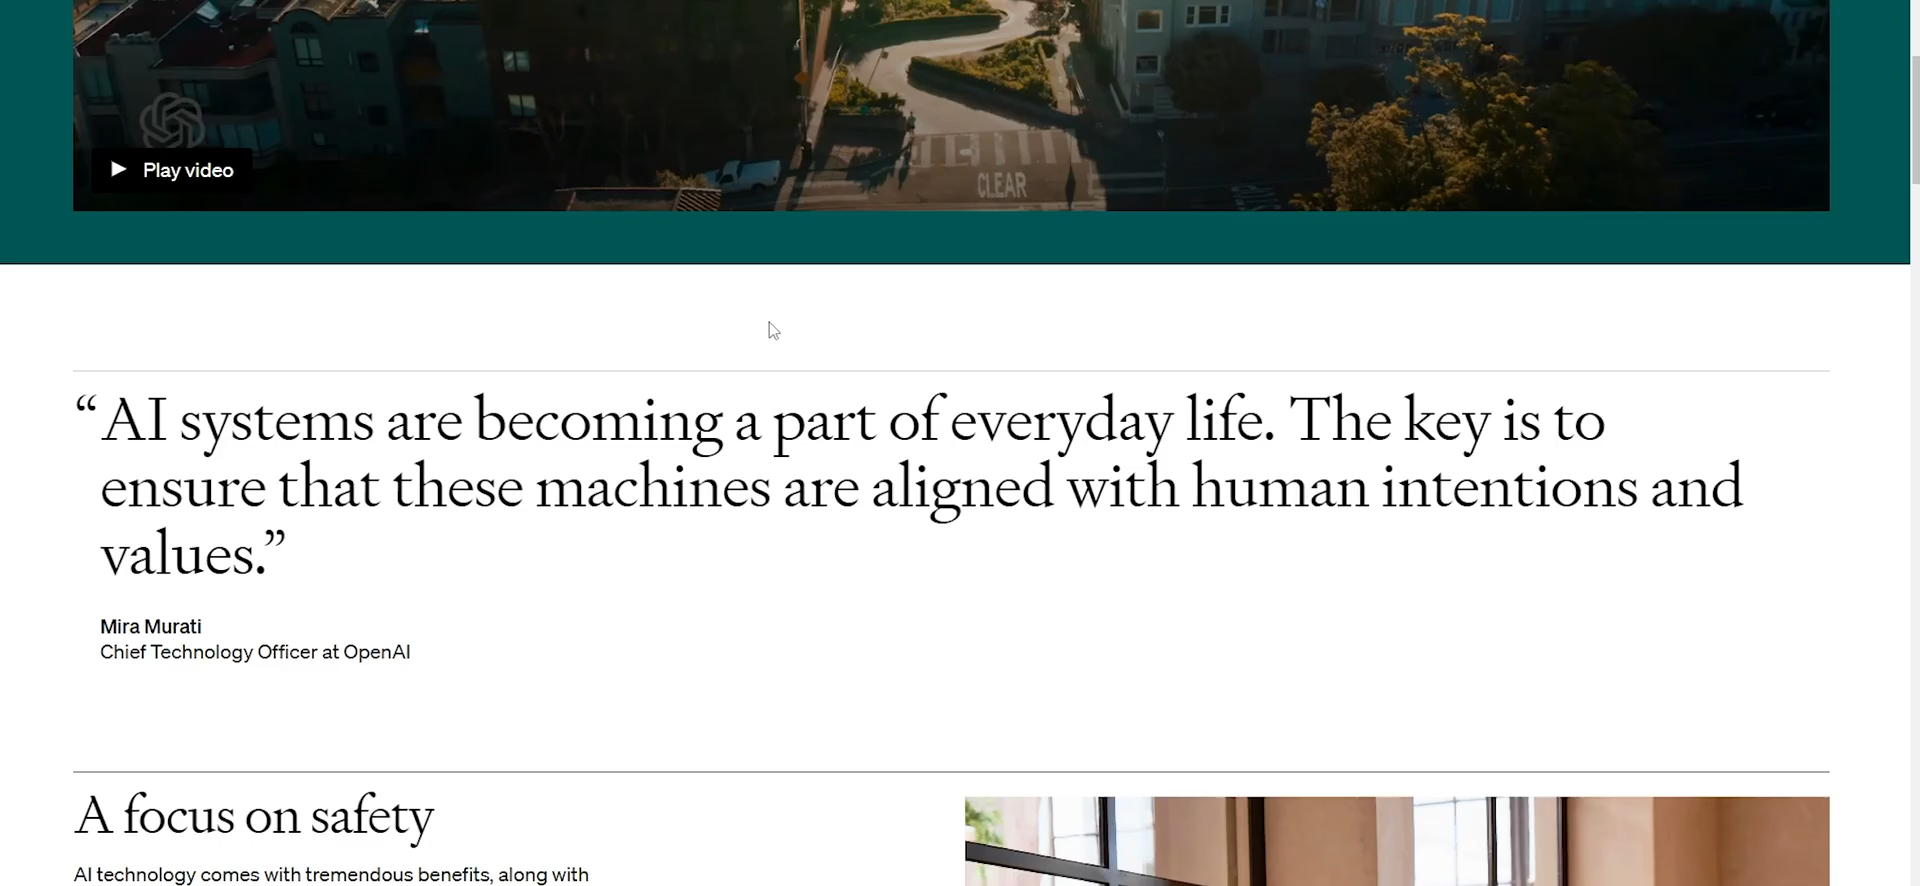 CLEAR
Play video
“AI systems are becoming a part of everyday life. The key is to
ensure that these machines are aligned with human intentions and
values.”
Mira Murati
Chief Technology Officer at OpenAI
A focus on safety
AI technology comes with tremendous benefits, along with